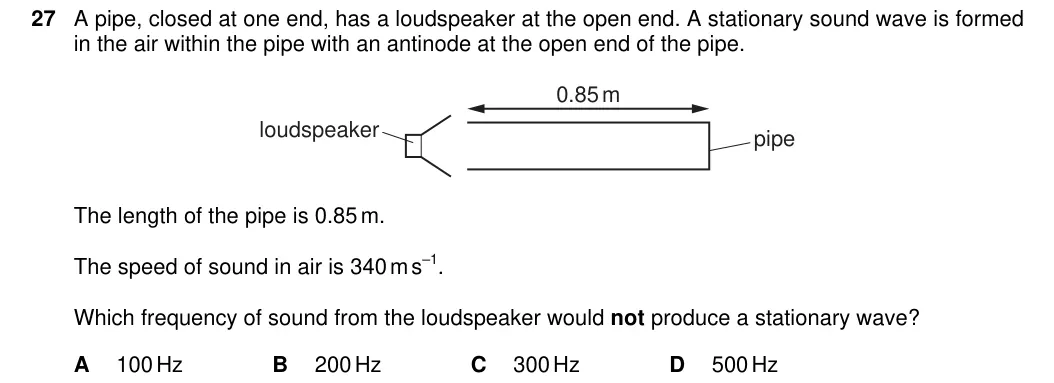 27 A pipe, closed at one end, has a loudspeaker at the open end. A stationary sound wave is formed
in the air within the pipe with an antinode at the open end of the pipe.
0.85 m
loudspeaker
pipe
The length of the pipe is 0.85 m.
The speed of sound in air is 340 m s⁻¹.
Which frequency of sound from the loudspeaker would not produce a stationary wave?
A 100 Hz B 200 Hz C 300 Hz D 500 Hz